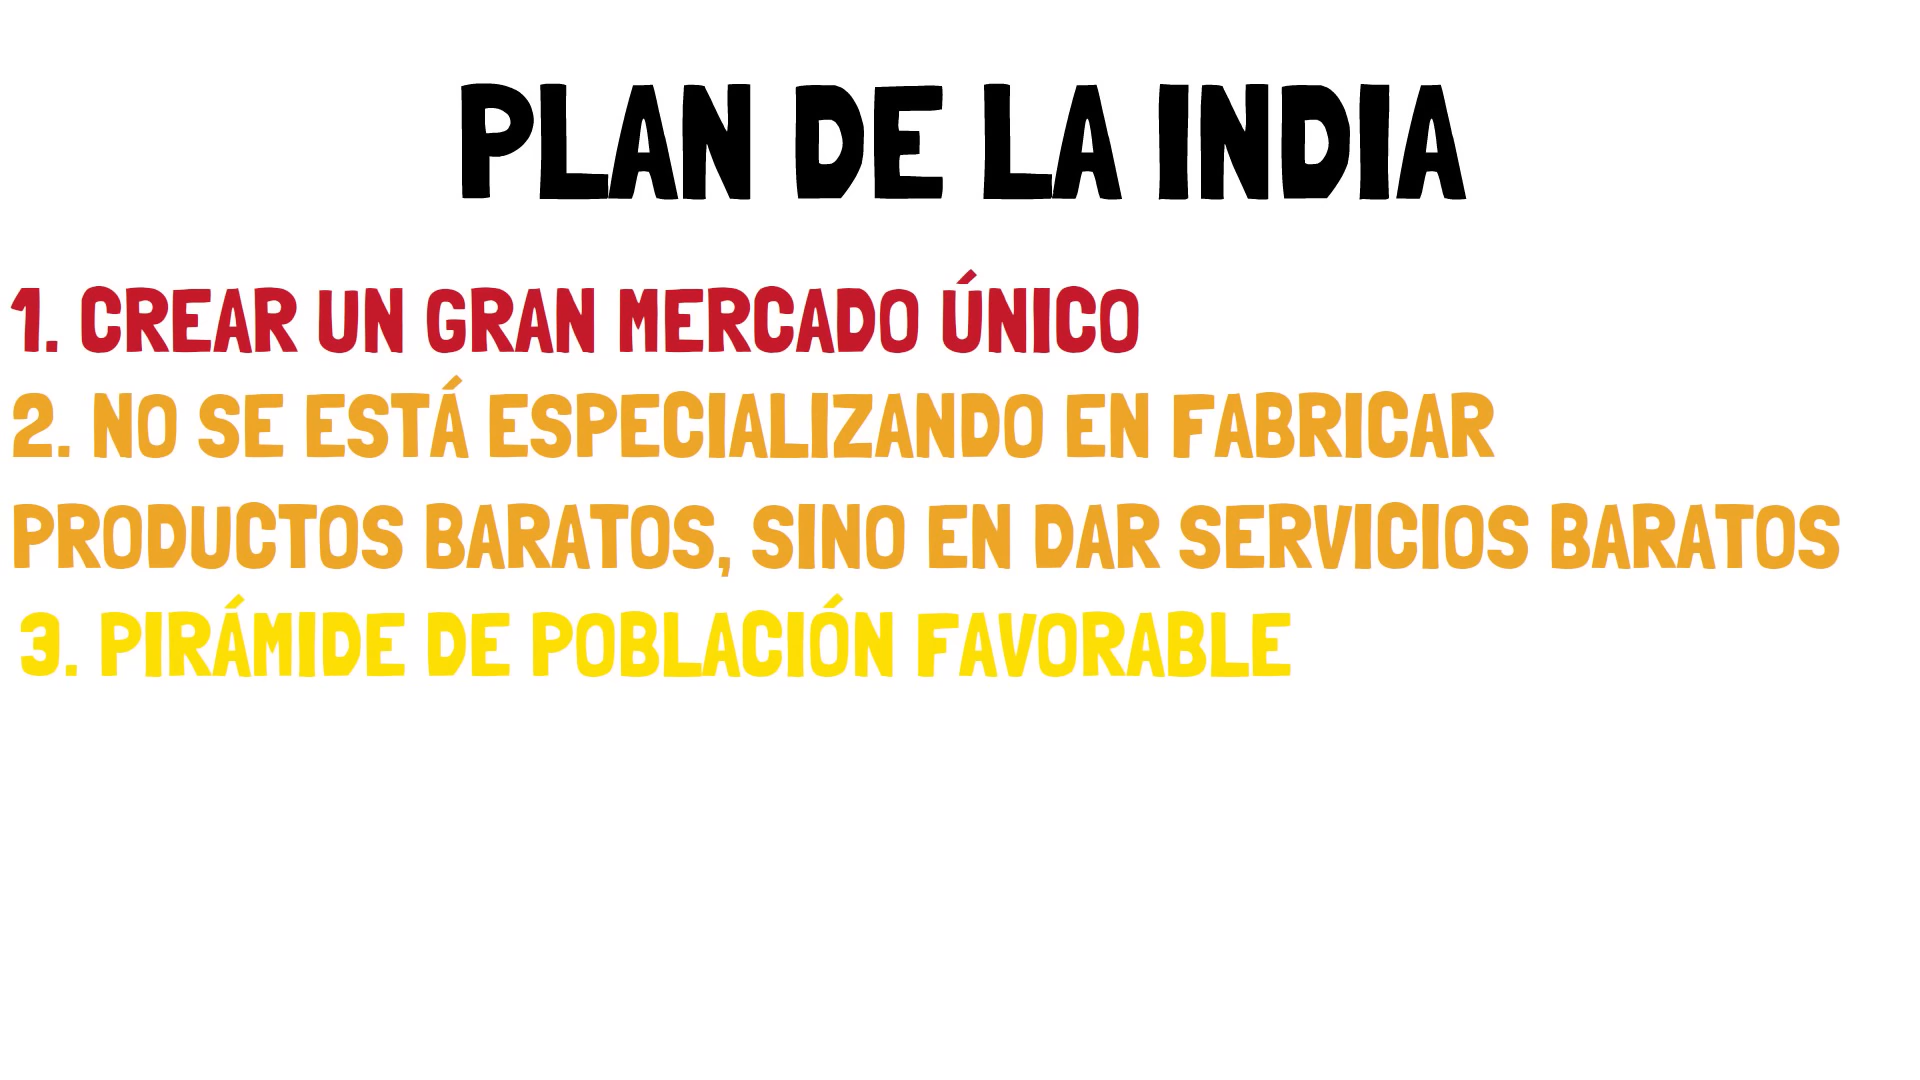 PLAN DE LA INDIA
1. CREAR UN GRAN MERCADO ÚNICO
2. NO SE ESTÁ ESPECIALIZANDO EN FABRICAR
PRODUCTOS BARATOS, SINO EN DAR SERVICIOS BARATOS
3. PIRÁMIDE DE POBLACIÓN FAVORABLE